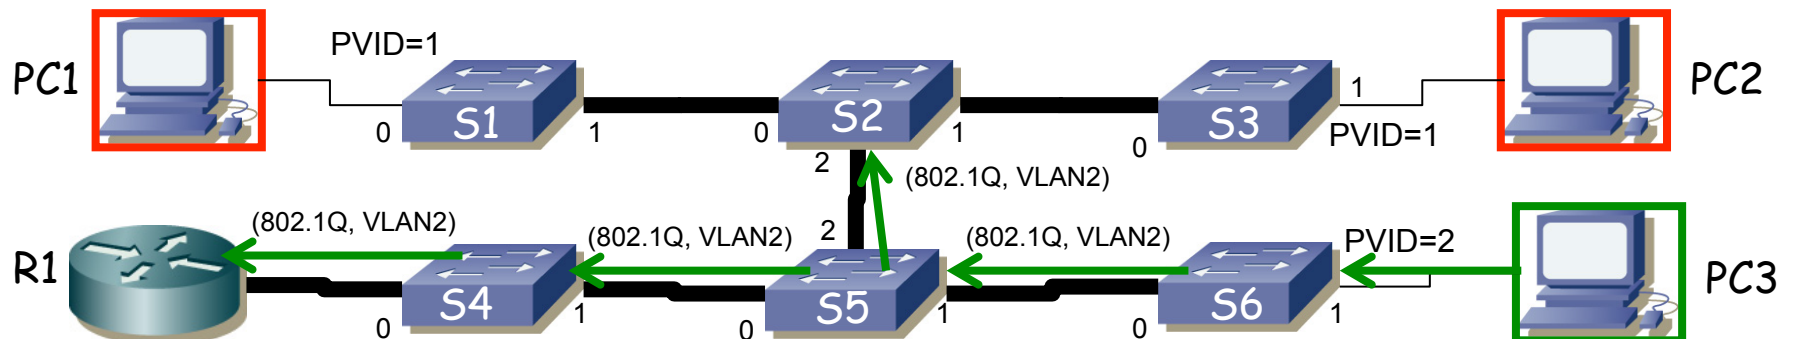 PVID=1
PC1
S1
0
1
0
S2
1
2
0
S3
1
PVID=1
PC2
(802.1Q, VLAN2)
R1
(802.1Q, VLAN2)
0
S4
1
(802.1Q, VLAN2)
2
0
S5
1
(802.1Q, VLAN2)
0
S6
1
PVID=2
PC3